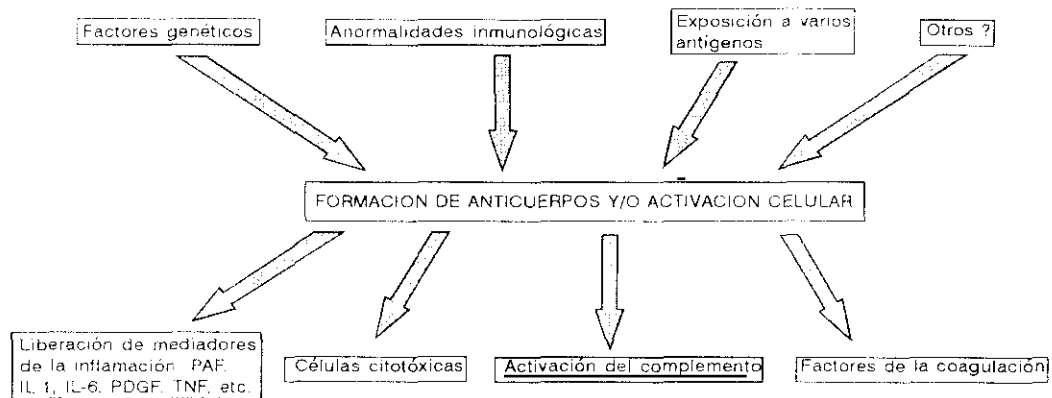 Factores genéticos
Anormalidades inmunológicas
Exposición a varios
antígenos
Otros ?
FORMACION DE ANTICUERPOS Y/O ACTIVACION CELULAR
Liberación de mediadores
de la inflamación PAF.
IL 1, IL-6. PDGF. TNF, etc.
Células citotóxicas
Activación del complemento
Factores de la coagulación